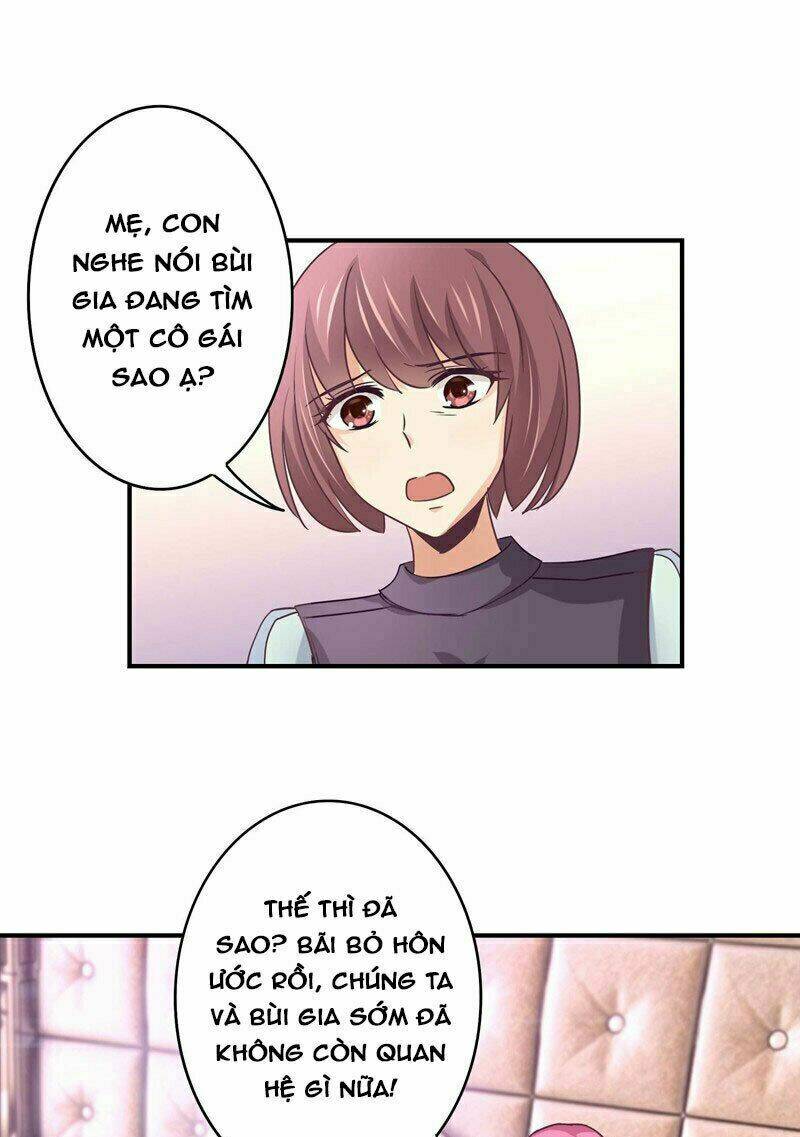 MẸ, CON
NGHE NÓI BÙI
GIA ĐANG TÌM
MỘT CÔ GÁI
SAO Ạ?
THẾ THÌ ĐÃ
SAO? BÃI BỎ HÔN
ƯỚC RỒI, CHÚNG TA
VÀ BÙI GIA SỚM ĐÃ
KHÔNG CÒN QUAN
HỆ GÌ NỮA!